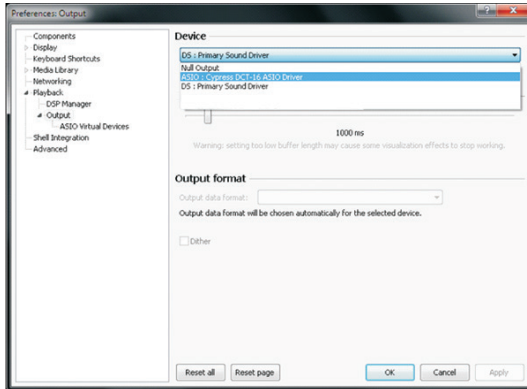 Preferences: Output
Components
Display
Keyboard Shortcuts
Media Library
Networking
Playback
DSP Manager
Output
ASIO Virtual Devices
Shell Integration
Advanced
Device
DS : Primary Sound Driver
Null Output
ASIO : Cypress DCT-16 ASIO Driver
DS : Primary Sound Driver
1000 ms
Warning: setting too low buffer length may cause some visualization effects to stop working.
Output format
Output data format:
Output data format will be chosen automatically for the selected device.
Dither
Reset all
Reset page
OK
Cancel
Apply